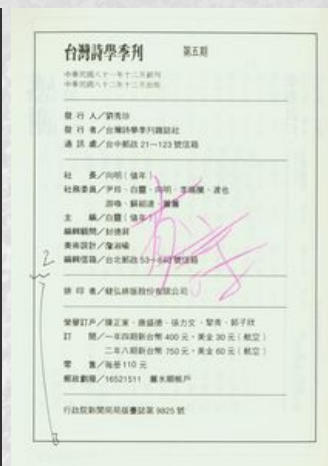 台灣詩學季刊 第五期
中華民國八十一年十二月創刊
中華民國八十二年十二月出版
發 行 人／劉秀珍
發 行 者／台灣詩學季刊雜誌社
通 訊 處／台中郵政 21—123 號信箱
社 長／向明（值年）
社務委員／尹玲、白靈、向明、李瑞騰、渡也
游喚、蘇紹連、蕭蕭
主 編／白靈（值年）
編輯顧問／封德屏
美術設計／詹淑喻
編輯信箱／台北郵政 53— 號信箱
排 印 者／健弘排版股份有限公司
榮譽訂戶／陳正家、唐盛德、張力文、黎青、郭子欣
訂 閱／一年四期新台幣 400 元，美金 30 元（航空）
二年八期新台幣 750 元，美金 60 元（航空）
零 售／每冊 110 元
郵政劃撥／16521511 蕭水順帳戶
行政院新聞局局版臺誌第 9825 號
2